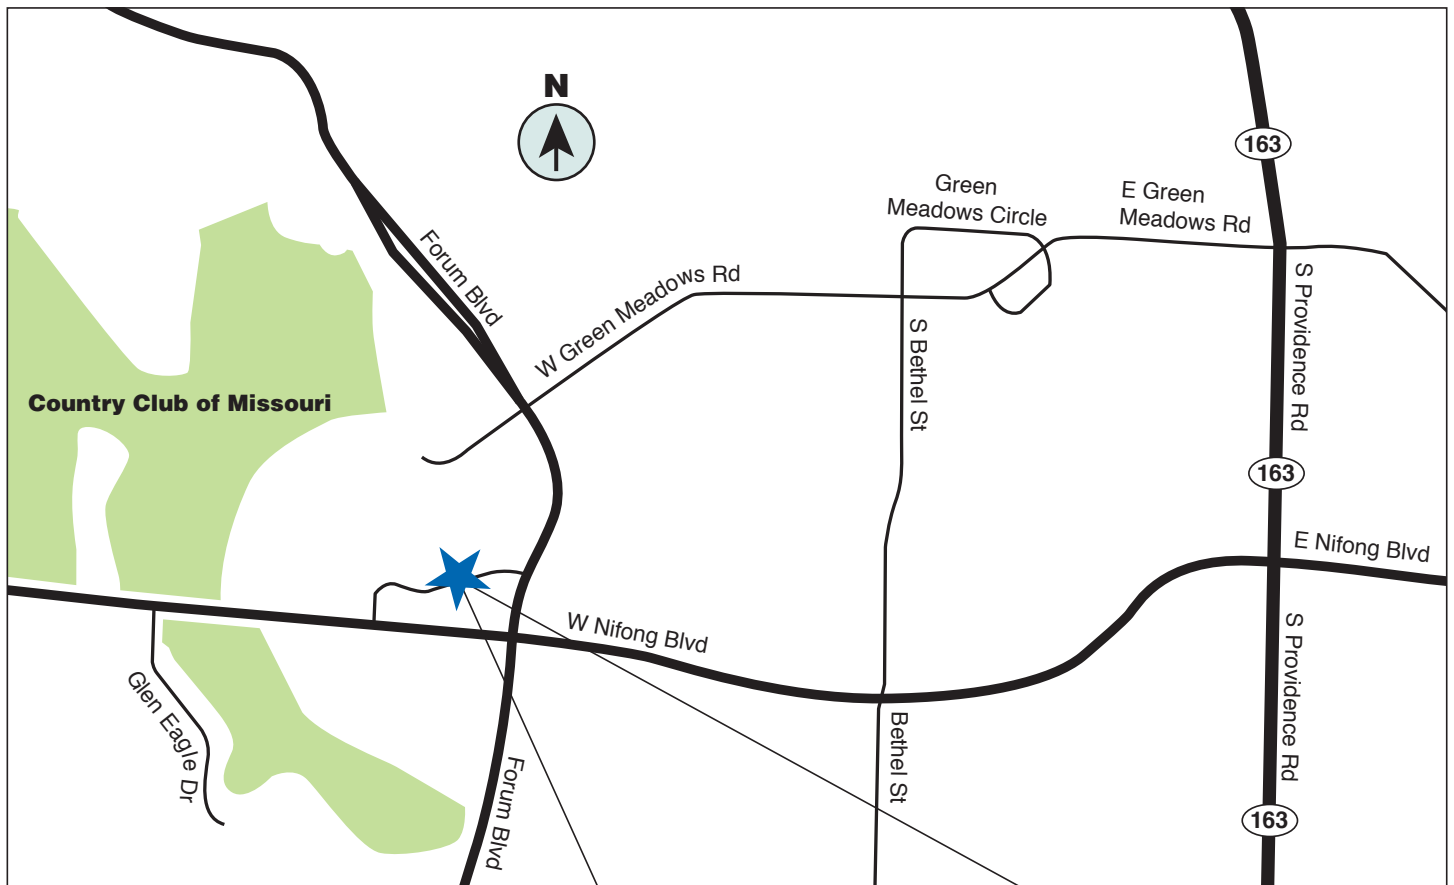 N
163
Green
Meadows Circle
E Green
Meadows Rd
Forum Blvd
W Green Meadows Rd
S Providence Rd
S Bethel St
Country Club of Missouri
163
E Nifong Blvd
W Nifong Blvd
S Providence Rd
Glen Eagle Dr
Bethel St
Forum Blvd
163